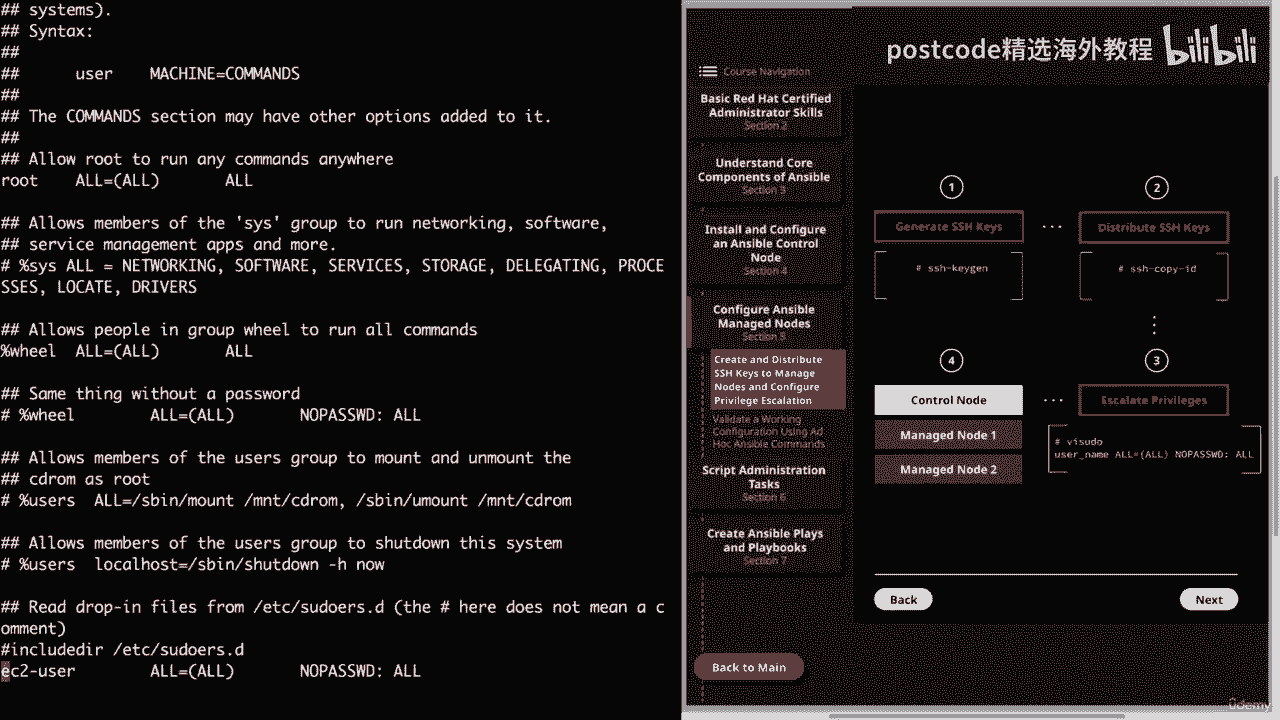 ## systems).
## Syntax:
##
##      user    MACHINE=COMMANDS
##
## The COMMANDS section may have other options added to it.
##
## Allow root to run any commands anywhere
root    ALL=(ALL)       ALL
## Allows members of the 'sys' group to run networking, software,
## service management apps and more.
# %sys ALL = NETWORKING, SOFTWARE, SERVICES, STORAGE, DELEGATING, PROCE
SSES, LOCATE, DRIVERS
## Allows people in group wheel to run all commands
%wheel  ALL=(ALL)       ALL
## Same thing without a password
# %wheel        ALL=(ALL)       NOPASSWD: ALL
## Allows members of the users group to mount and unmount the
## cdrom as root
# %users  ALL=/sbin/mount /mnt/cdrom, /sbin/umount /mnt/cdrom
## Allows members of the users group to shutdown this system
# %users  localhost=/sbin/shutdown -h now
## Read drop-in files from /etc/sudoers.d (the # here does not mean a c
omment)
#includedir /etc/sudoers.d
ec2-user        ALL=(ALL)       NOPASSWD: ALL
postcode精选海外教程 bilibili
Course Navigation
Basic Red Hat Certified
Administrator Skills
Section 2
Understand Core
Components of Ansible
Section 3
Install and Configure
an Ansible Control
Node
Section 4
Configure Ansible
Managed Nodes
Section 5
Create and Distribute
SSH Keys to Manage
Nodes and Configure
Privilege Escalation
Validate a Working
Configuration Using Ad
Hoc Ansible Commands
Script Administration
Tasks
Section 6
Create Ansible Plays
and Playbooks
Section 7
Back to Main
1
Generate SSH Keys
# ssh-keygen
2
Distribute SSH Keys
# ssh-copy-id
4
Control Node
Managed Node 1
Managed Node 2
3
Escalate Privileges
# visudo
user_name ALL=(ALL) NOPASSWD: ALL
Back
Next
ûdemy